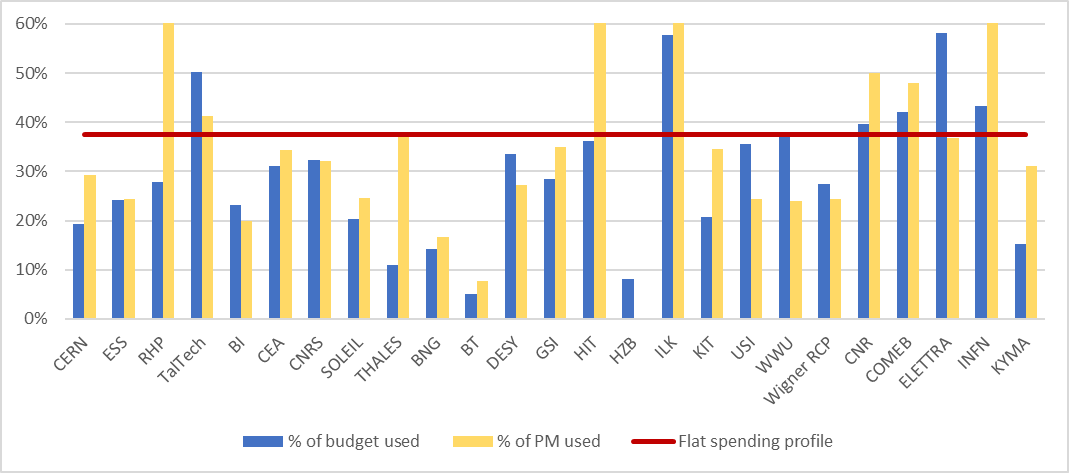 60%
50%
40%
30%
20%
10%
0%
CERN
ESS
RHP
TalTech
BI
CEA
CNRS
SOLEIL
THALES
BNG
BT
DESY
GSI
HIT
HZB
ILK
KIT
USI
WWU
Wigner RCP
CNR
COMEB
ELETTRA
INFN
KYMA
% of budget used
% of PM used
Flat spending profile